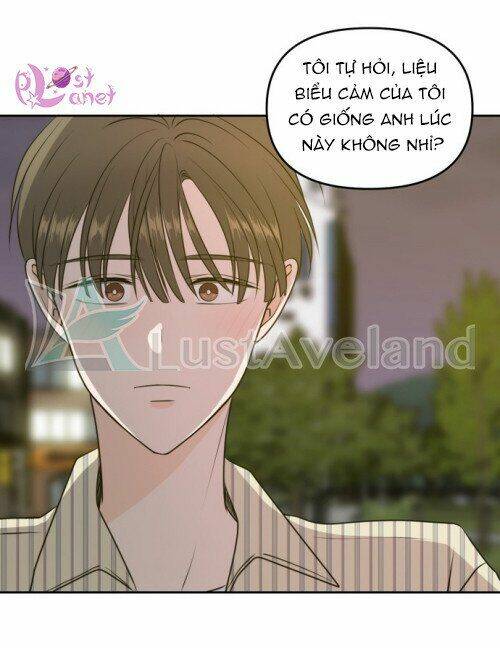 Lost
Planet
TÔI TỰ HỎI, LIỆU
BIỂU CẢM CỦA TÔI
CÓ GIỐNG ANH LÚC
NÀY KHÔNG NHỈ?
LustAveland